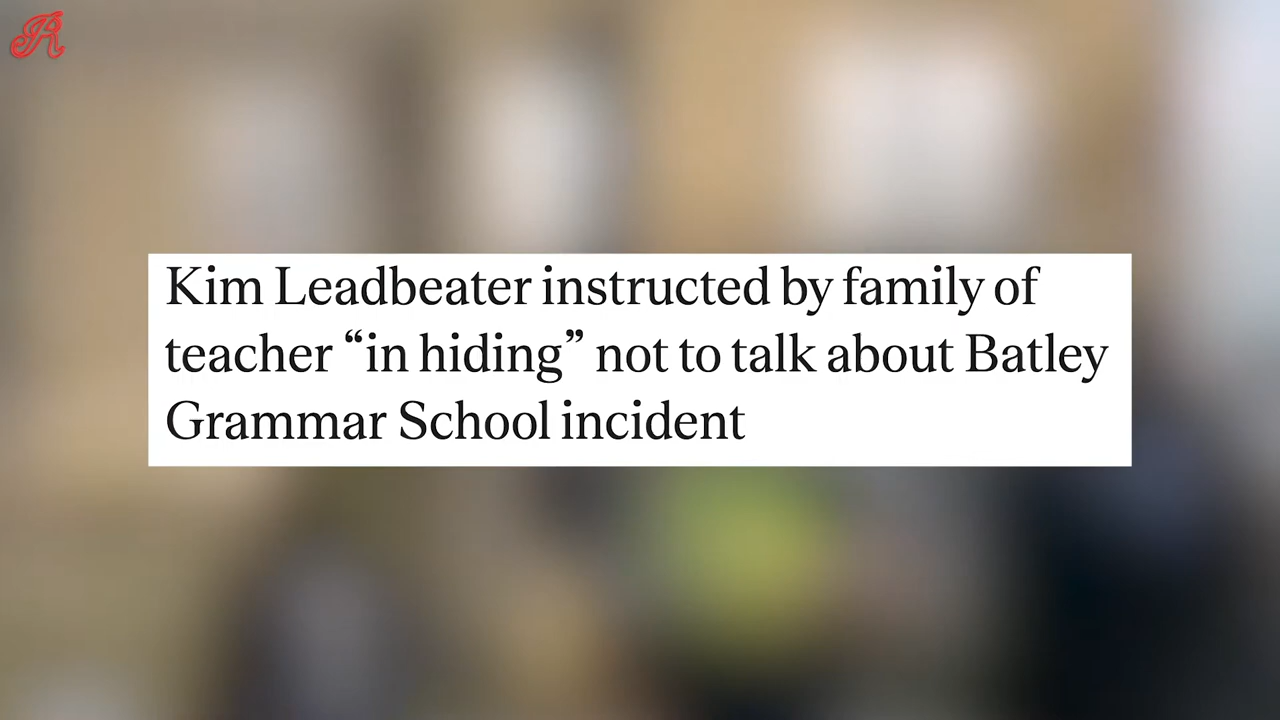 Kim Leadbeater instructed by family of
teacher “in hiding” not to talk about Batley
Grammar School incident